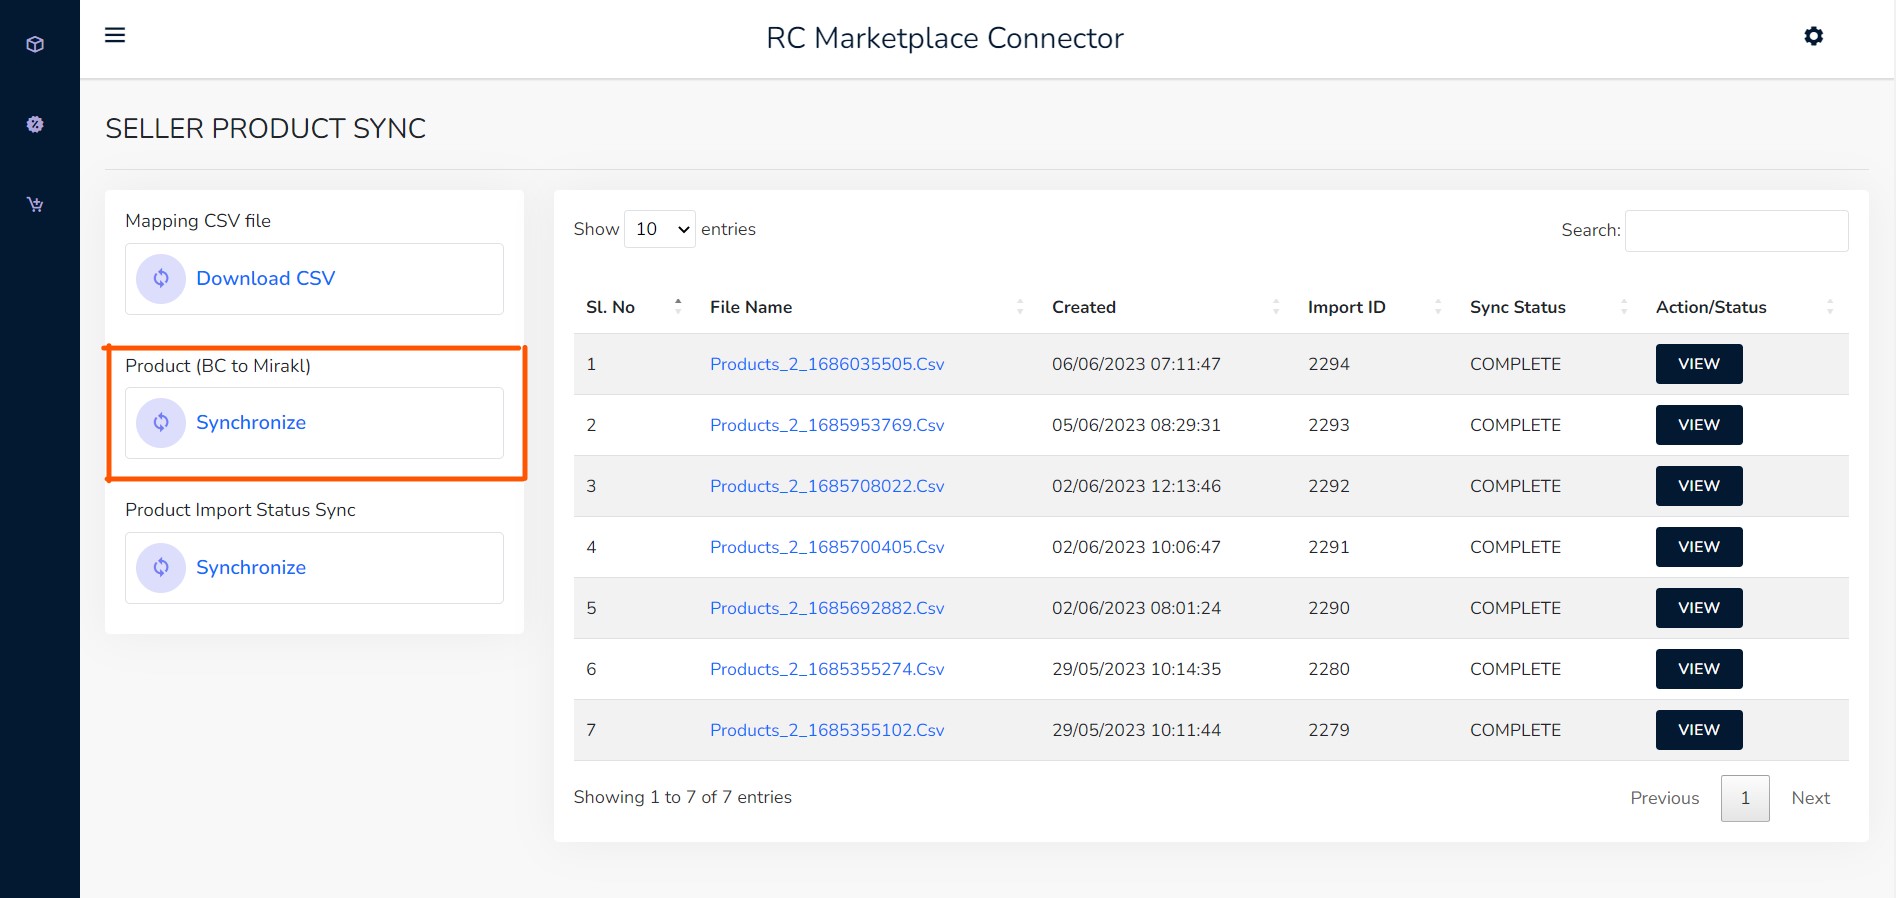 RC Marketplace Connector
SELLER PRODUCT SYNC
Mapping CSV file
Download CSV
Product (BC to Mirakl)
Synchronize
Product Import Status Sync
Synchronize
Show 10 entries
Search:
Sl. No File Name Created Import ID Sync Status Action/Status
1 Products_2_1686035505.Csv 06/06/2023 07:11:47 2294 COMPLETE VIEW
2 Products_2_1685953769.Csv 05/06/2023 08:29:31 2293 COMPLETE VIEW
3 Products_2_1685708022.Csv 02/06/2023 12:13:46 2292 COMPLETE VIEW
4 Products_2_1685700405.Csv 02/06/2023 10:06:47 2291 COMPLETE VIEW
5 Products_2_1685692882.Csv 02/06/2023 08:01:24 2290 COMPLETE VIEW
6 Products_2_1685355274.Csv 29/05/2023 10:14:35 2280 COMPLETE VIEW
7 Products_2_1685355102.Csv 29/05/2023 10:11:44 2279 COMPLETE VIEW
Showing 1 to 7 of 7 entries
Previous 1 Next